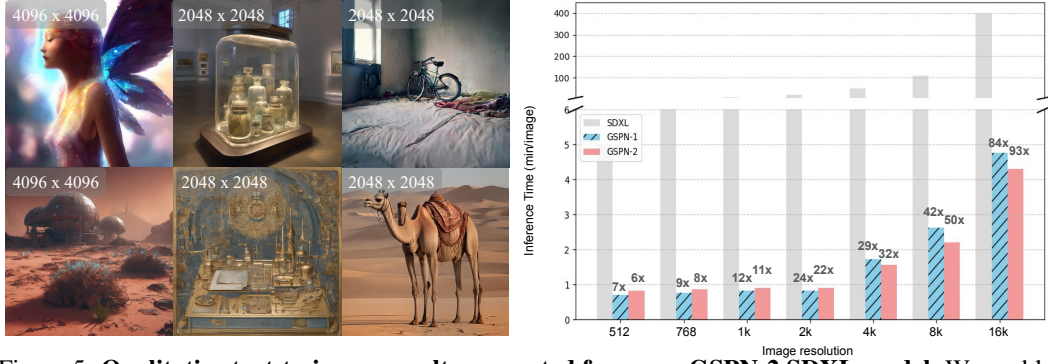 4096 x 4096
2048 x 2048
2048 x 2048
4096 x 4096
2048 x 2048
2048 x 2048
Inference Time (min/image)
400
300
200
100
6
5
4
3
2
1
0
SDXL
GSPN-1
GSPN-2
7x
6x
9x
8x
12x
11x
24x
22x
29x
32x
42x
50x
84x
93x
512
768
1k
2k
4k
8k
16k
Image resolution